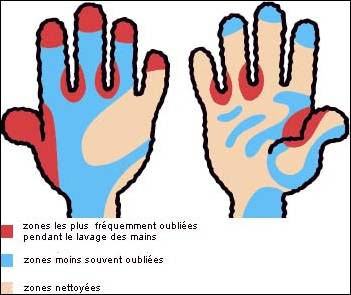 zones les plus fréquemment oubliées
pendant le lavage des mains
zones moins souvent oubliées
zones nettoyées